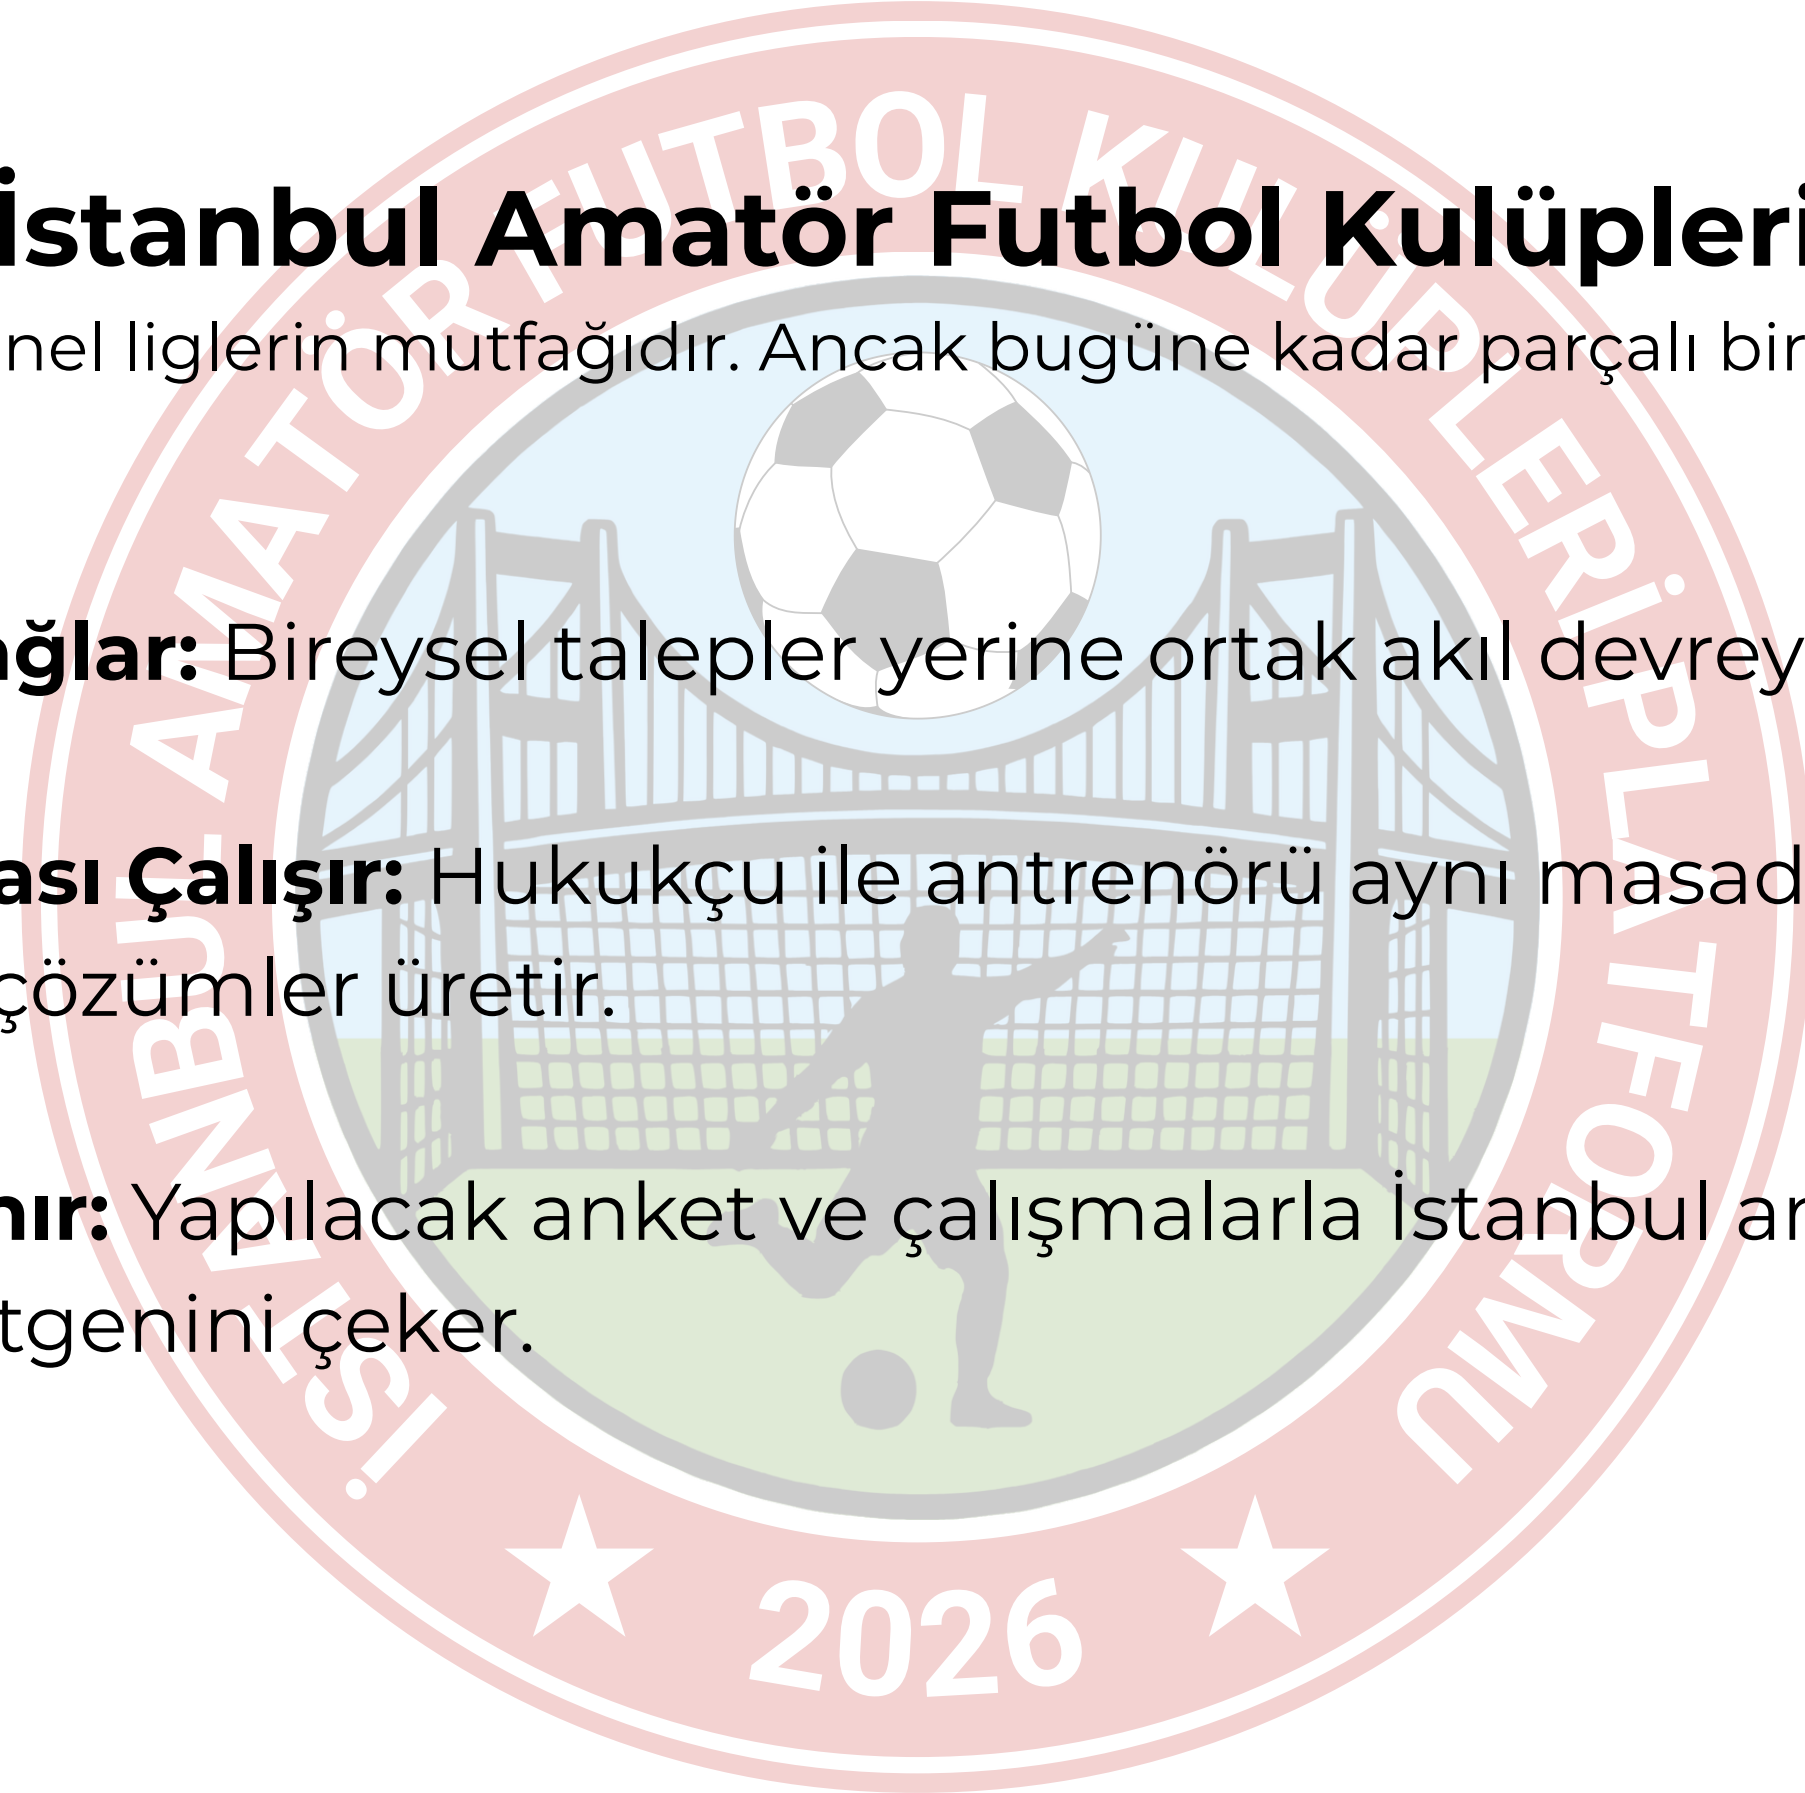 İSTANBUL AMATÖR FUTBOL KULÜPLERİ PLATFORMU
İstanbul Amatör Futbol Kulüpleri
nel liglerin mutfağıdır. Ancak bugüne kadar parçalı bir
ağlar: Bireysel talepler yerine ortak akıl devrey
ası Çalışır: Hukukçu ile antrenörü aynı masad
çözümler üretir.
nır: Yapılacak anket ve çalışmalarla İstanbul
tgenini çeker.
2026